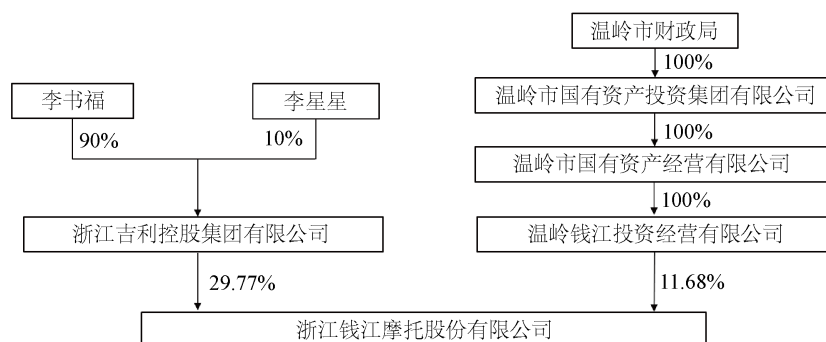 温岭市财政局
100%
李书福
李星星
温岭市国有资产投资集团有限公司
90%
10%
100%
温岭市国有资产经营有限公司
100%
浙江吉利控股集团有限公司
温岭钱江投资经营有限公司
29.77%
11.68%
浙江钱江摩托股份有限公司